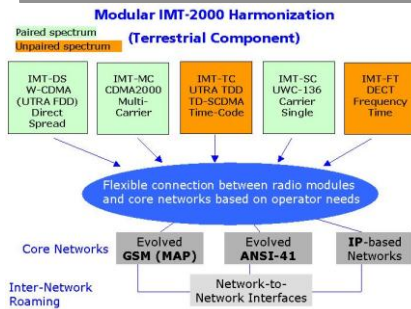 Modular IMT-2000 Harmonization
(Terrestrial Component)
Paired spectrum
Unpaired spectrum
IMT-DS
W-CDMA
(UTRA FDD)
Direct
Spread
IMT-MC
CDMA2000
Multi-
Carrier
IMT-TC
UTRA TDD
TD-SCDMA
Time-Code
IMT-SC
UWC-136
Carrier
Single
IMT-FT
DECT
Frequency
Time
Flexible connection between radio modules
and core networks based on operator needs
Core Networks
Evolved
GSM (MAP)
Evolved
ANSI-41
IP-based
Networks
Inter-Network
Roaming
Network-to-
Network Interfaces